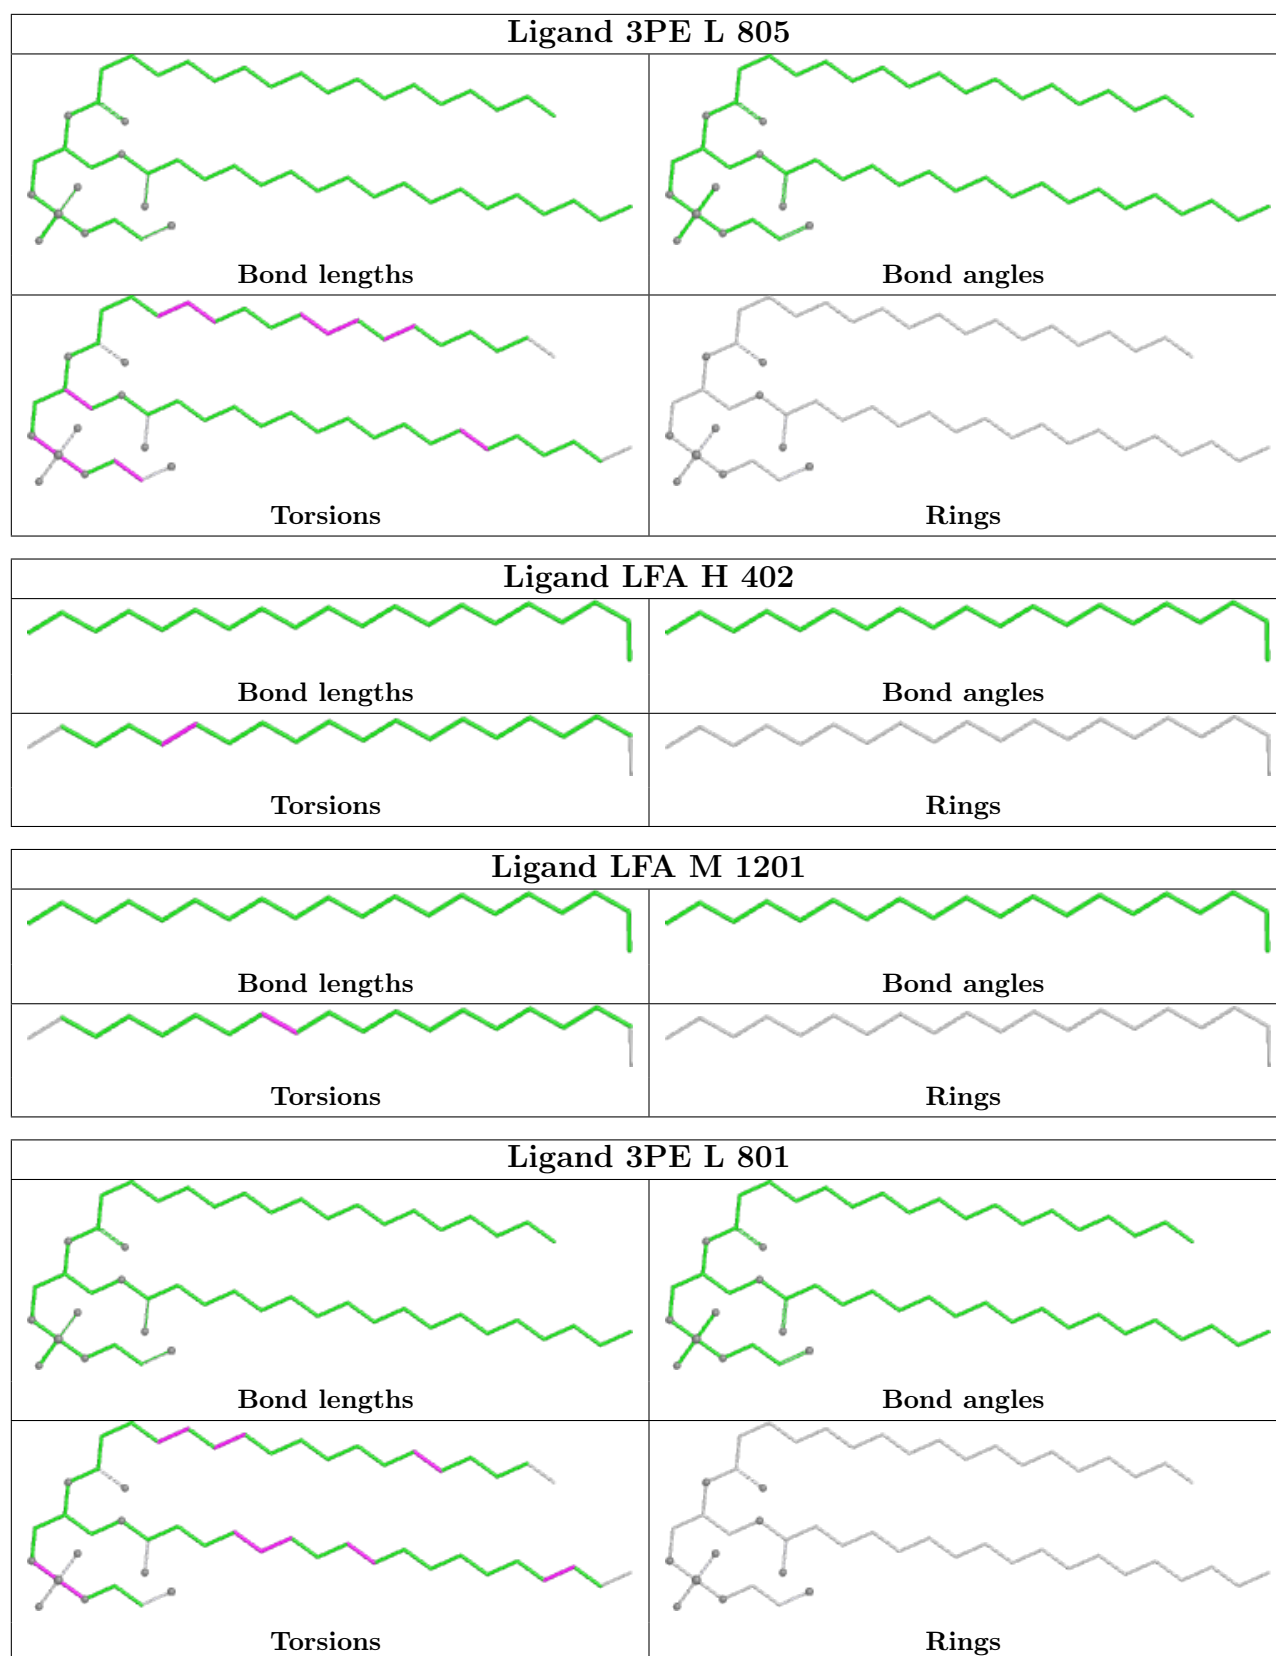 Ligand 3PE L 805
Bond lengths
Bond angles
Torsions
Rings
Ligand LFA H 402
Bond lengths
Bond angles
Torsions
Rings
Ligand LFA M 1201
Bond lengths
Bond angles
Torsions
Rings
Ligand 3PE L 801
Bond lengths
Bond angles
Torsions
Rings